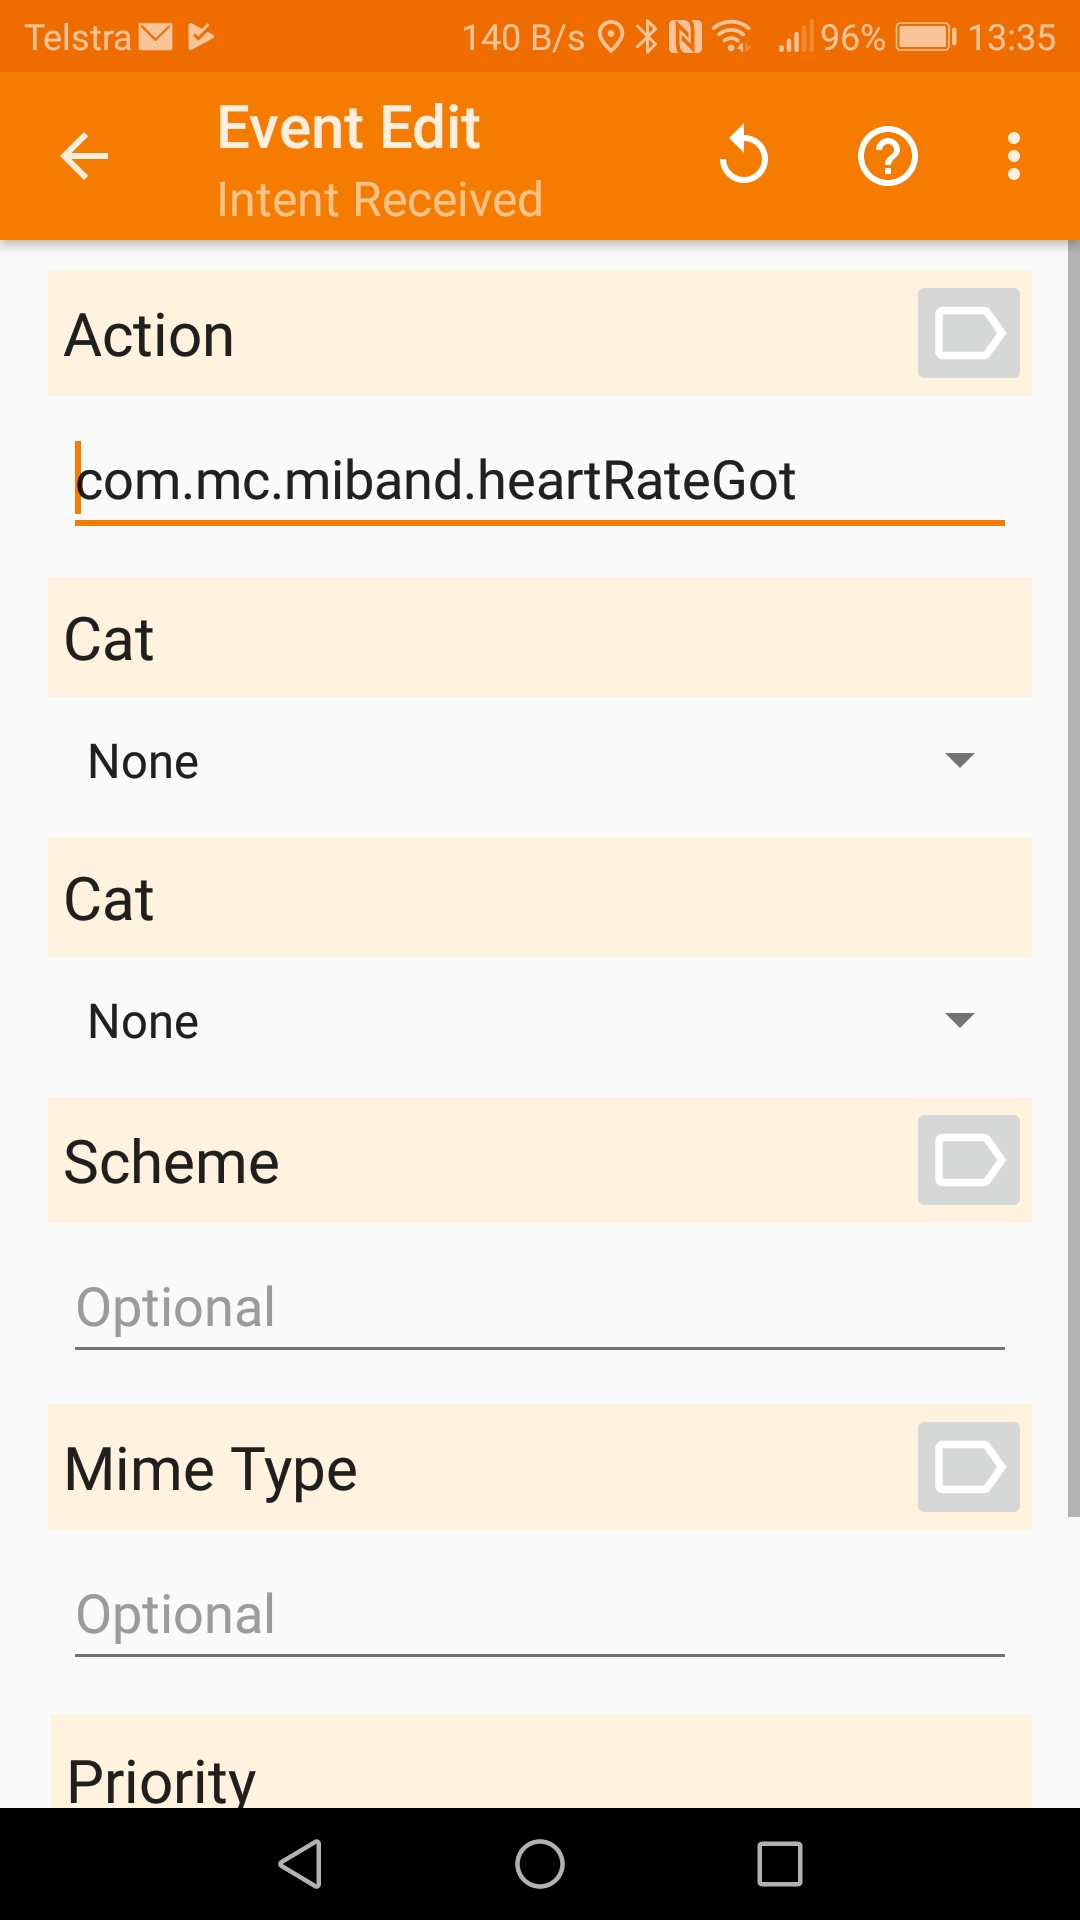 Telstra 140 B/s 96% 13:35
Event Edit
Intent Received
Action
com.mc.miband.heartRateGot
Cat
None
Cat
None
Scheme
Optional
Mime Type
Optional
Priority